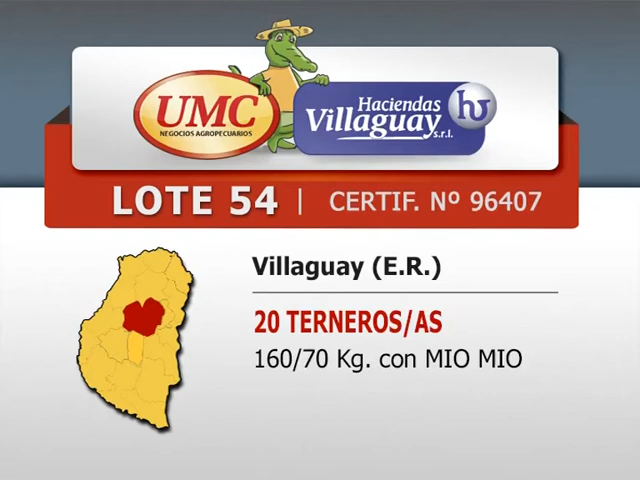 UMC
NEGOCIOS AGROPECUARIOS
Haciendas
Villaguay
s.r.l.
hv
LOTE 54 | CERTIF. Nº 96407
Villaguay (E.R.)
20 TERNEROS/AS
160/70 Kg. con MIO MIO